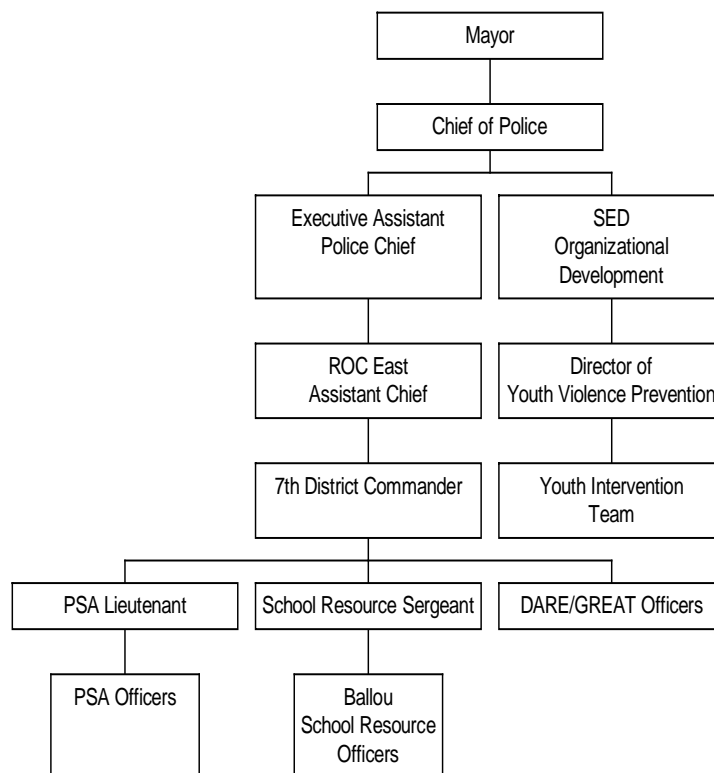 Mayor
Chief of Police
Executive Assistant
Police Chief
SED
Organizational
Development
ROC East
Assistant Chief
Director of
Youth Violence Prevention
7th District Commander
Youth Intervention
Team
PSA Lieutenant
School Resource Sergeant
DARE/GREAT Officers
PSA Officers
Ballou
School Resource
Officers